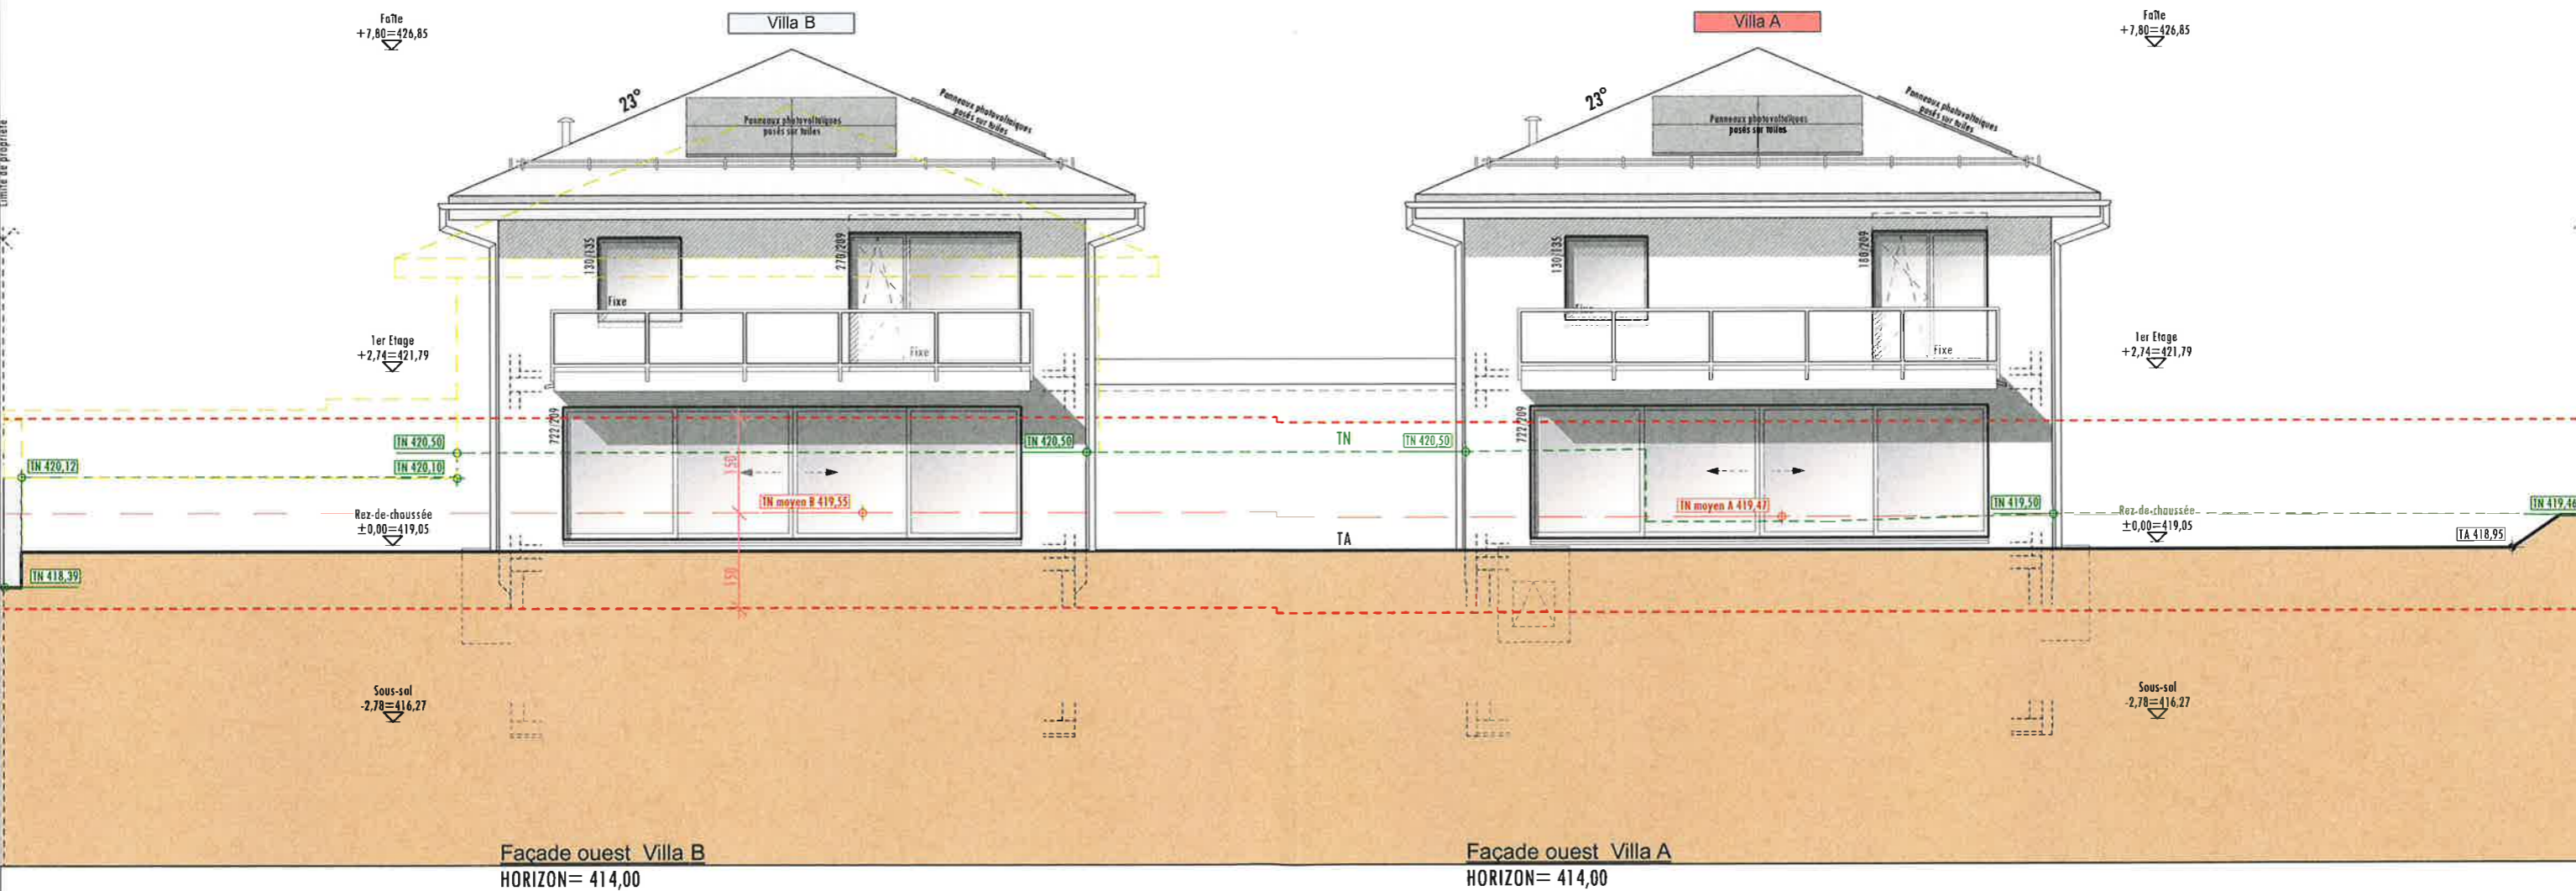 Villa B
Villa A
Faîte
+7,80=426,85
Faîte
+7,80=426,85
Limite de propriété
23°
Panneaux photovoltaïques
posés sur tuiles
Panneaux photovoltaïques
posés sur tuiles
23°
Panneaux photovoltaïques
posés sur tuiles
Panneaux photovoltaïques
posés sur tuiles
130/135
270/209
130/135
180/209
Fixe
Fixe
Fixe
Fixe
1er Etage
+2,74=421,79
1er Etage
+2,74=421,79
722/209
722/209
TN 420,50
TN 420,50
TN
TN 420,50
TN 420,12
TN 420,10
150
TN moyen B 419,55
TN moyen A 419,47
TN 419,50
TN 419,46
Rez-de-chaussée
±0,00=419,05
Rez-de-chaussée
±0,00=419,05
TA
TA 418,95
TN 418,39
150
Sous-sol
-2,78=416,27
Sous-sol
-2,78=416,27
Façade ouest Villa B
HORIZON= 414,00
Façade ouest Villa A
HORIZON= 414,00